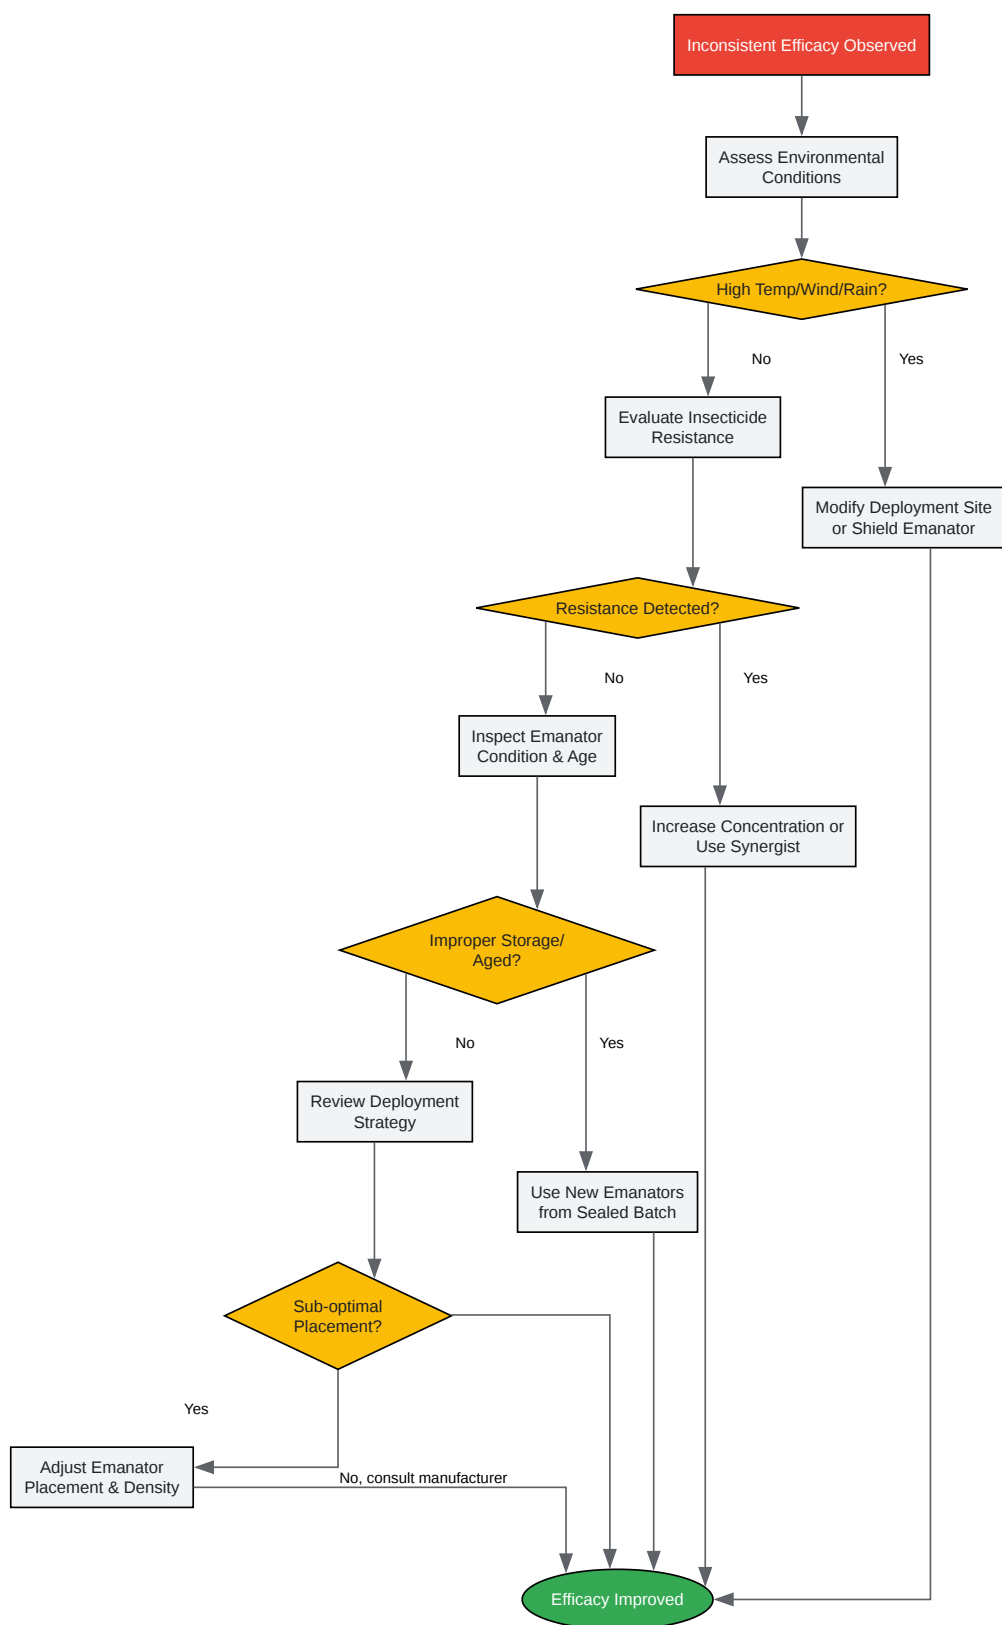 Inconsistent Efficacy Observed
Assess Environmental
Conditions
High Temp/Wind/Rain?
No
Yes
Evaluate Insecticide
Resistance
Modify Deployment Site
or Shield Emanator
Resistance Detected?
No
Yes
Inspect Emanator
Condition & Age
Increase Concentration or
Use Synergist
Improper Storage/
Aged?
No
Yes
Review Deployment
Strategy
Use New Emanators
from Sealed Batch
Sub-optimal
Placement?
Yes
Adjust Emanator
Placement & Density
No, consult manufacturer
Efficacy Improved